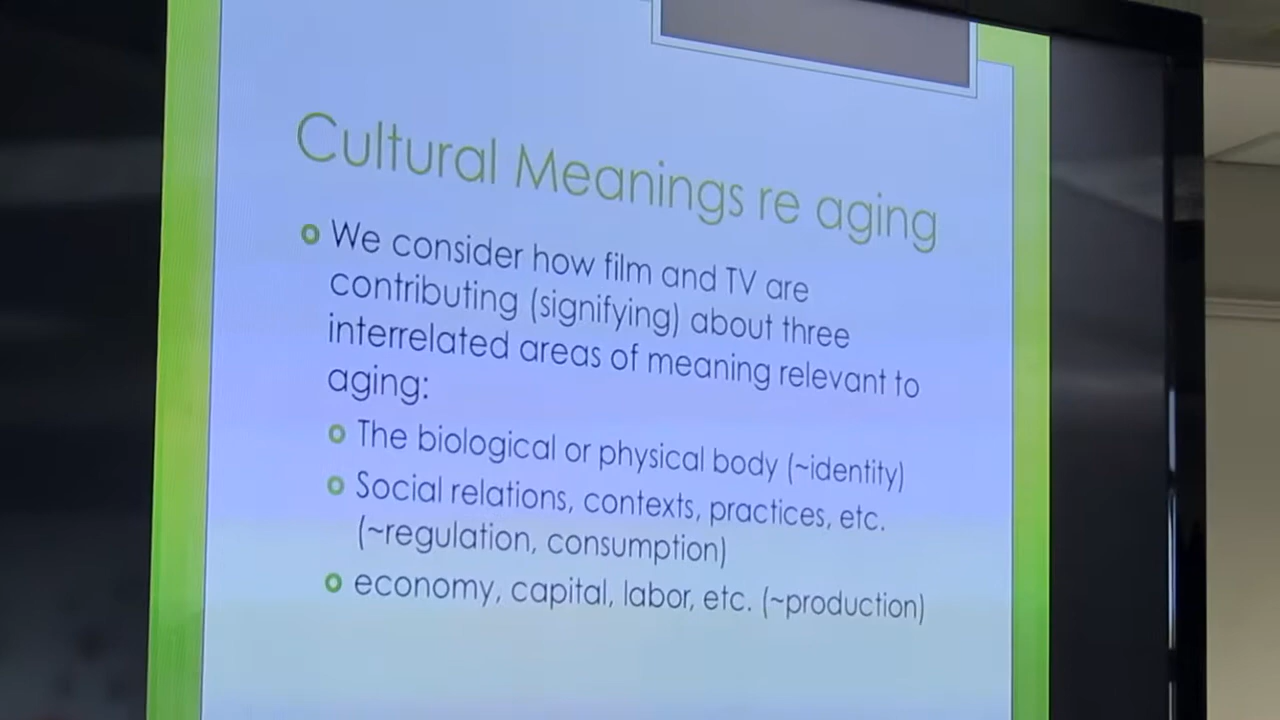 Cultural Meanings re aging
We consider how film and TV are
contributing (signifying) about three
interrelated areas of meaning relevant to
aging:
The biological or physical body (~identity)
Social relations, contexts, practices, etc.
(~regulation, consumption)
economy, capital, labor, etc. (~production)